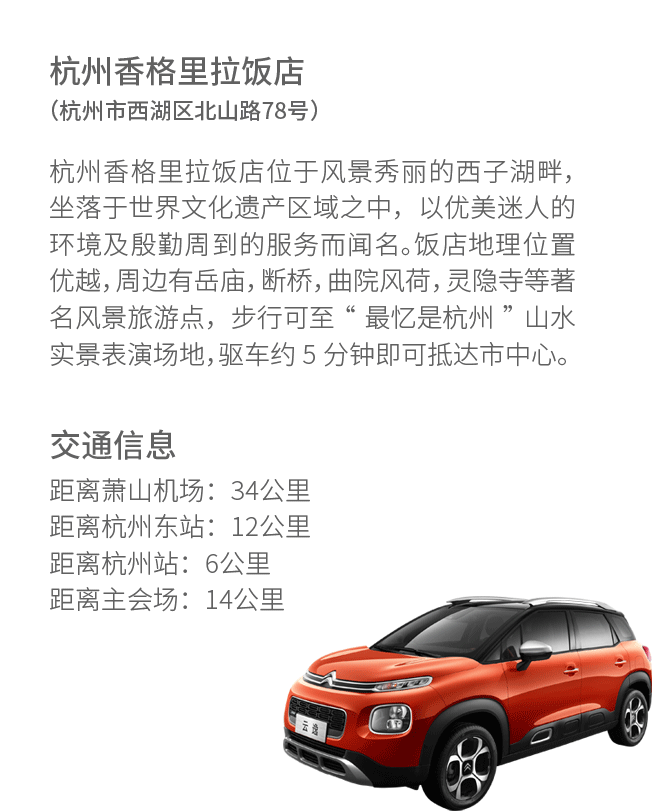 杭州香格里拉饭店
（杭州市西湖区北山路78号）
杭州香格里拉饭店位于风景秀丽的西子湖畔，
坐落于世界文化遗产区域之中，以优美迷人的
环境及殷勤周到的服务而闻名。饭店地理位置
优越，周边有岳庙，断桥，曲院风荷，灵隐寺等著
名风景旅游点，步行可至“最忆是杭州”山水
实景表演场地，驱车约 5 分钟即可抵达市中心。
交通信息
距离萧山机场：34公里
距离杭州东站：12公里
距离杭州站：6公里
距离主会场：14公里